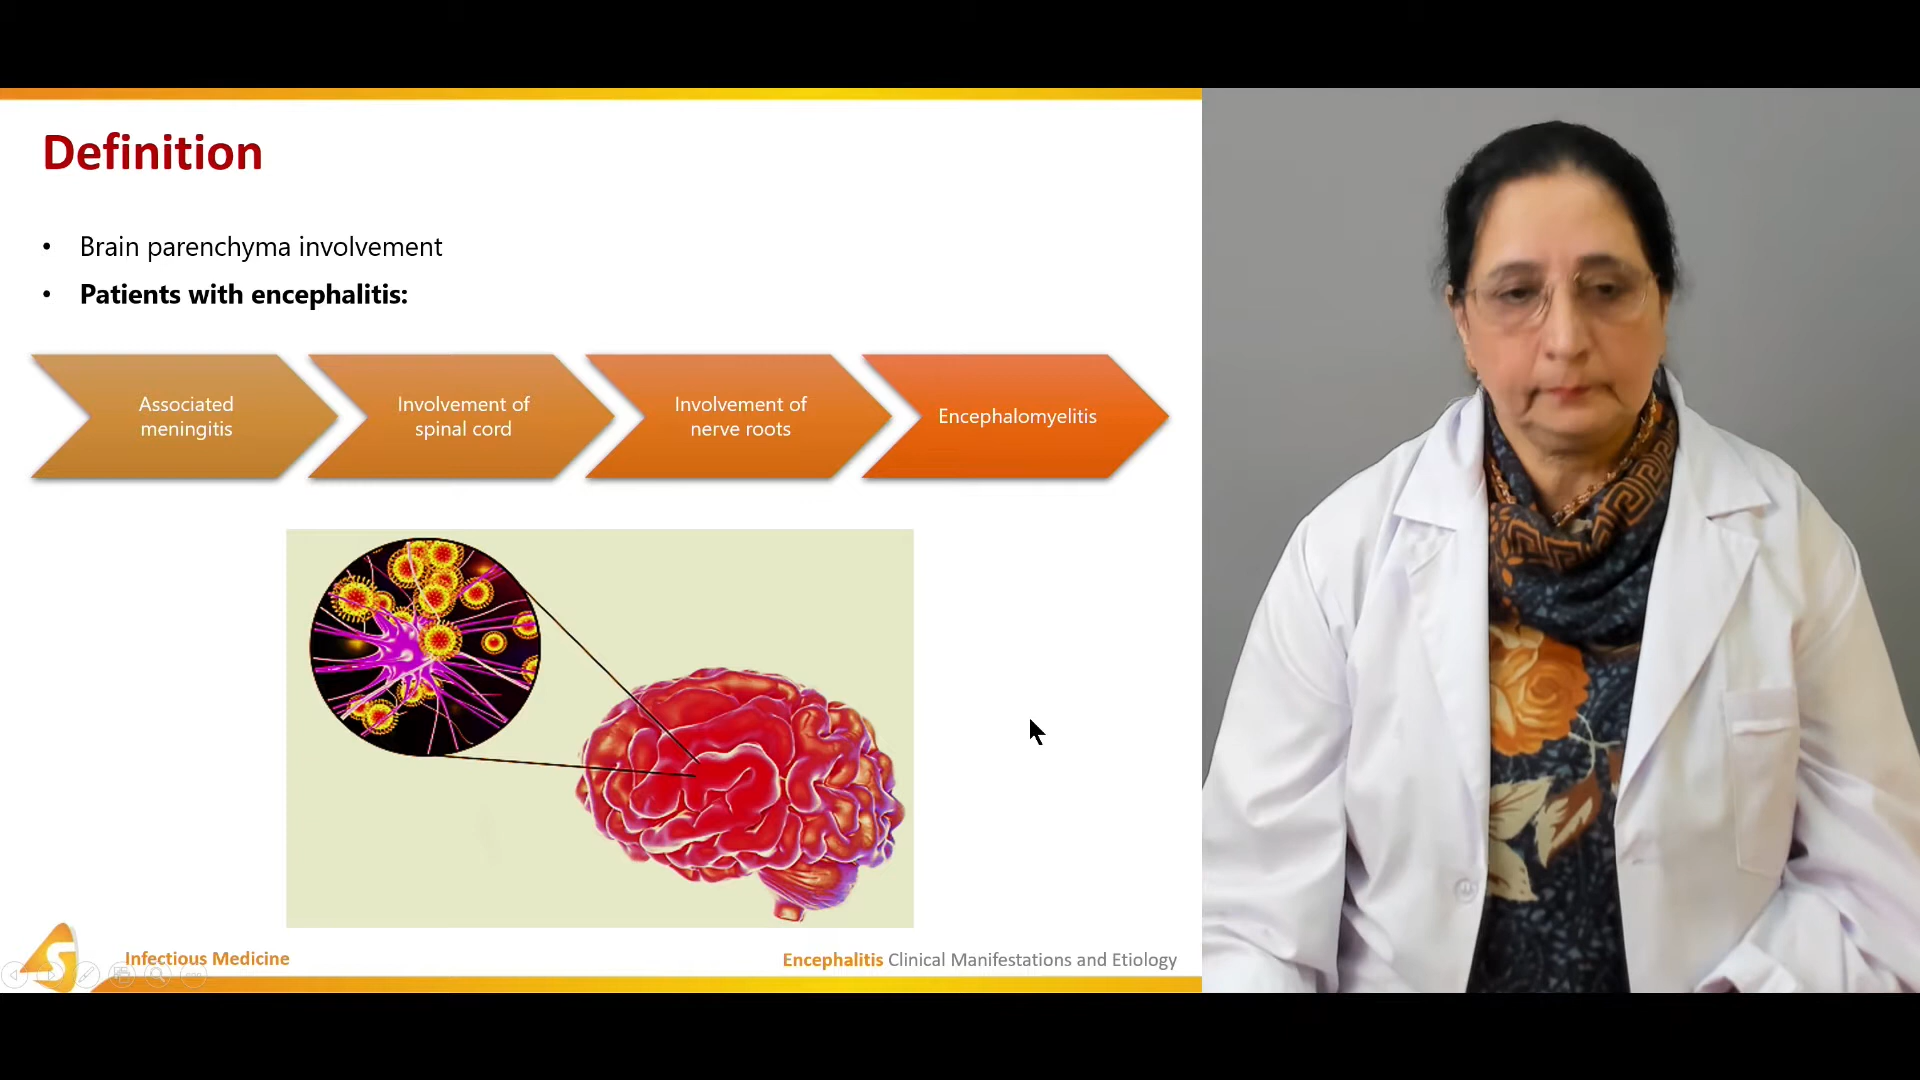 Definition
• Brain parenchyma involvement
• Patients with encephalitis:
Associated
meningitis
Involvement of
spinal cord
Involvement of
nerve roots
Encephalomyelitis
S
Infectious Medicine
Encephalitis Clinical Manifestations and Etiology